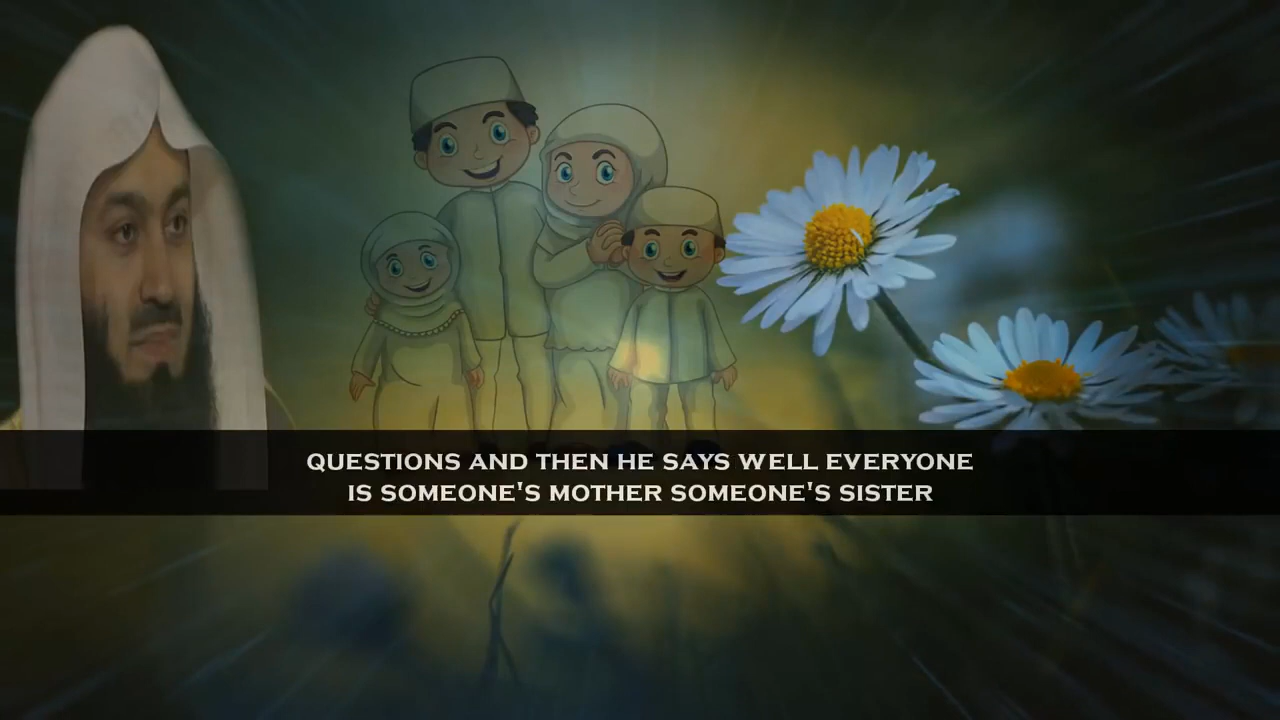 QUESTIONS AND THEN HE SAYS WELL EVERYONE
IS SOMEONE'S MOTHER SOMEONE'S SISTER